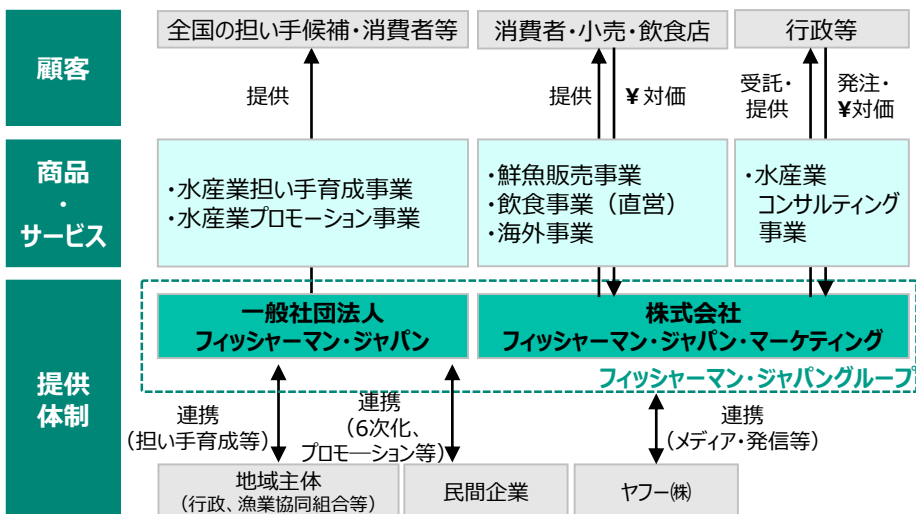 顧客
全国の担い手候補・消費者等
消費者・小売・飲食店
行政等
提供
提供
¥対価
受託・
提供
発注・
¥対価
商品
・
サービス
・水産業担い手育成事業
・水産業プロモーション事業
・鮮魚販売事業
・飲食事業（直営）
・海外事業
・水産業
コンサルティング
事業
提供
体制
一般社団法人
フィッシャーマン・ジャパン
株式会社
フィッシャーマン・ジャパン・マーケティング
フィッシャーマン・ジャパングループ
連携
（担い手育成等）
連携
（6次化、
プロモーション等）
連携
（メディア・発信等）
地域主体
（行政、漁業協同組合等）
民間企業
ヤフー㈱